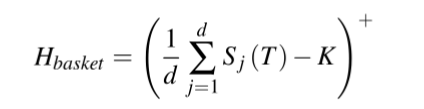 $H_{basket} = \left( \frac{1}{d} \sum_{j=1}^{d} S_j(T) - K \right)^+$